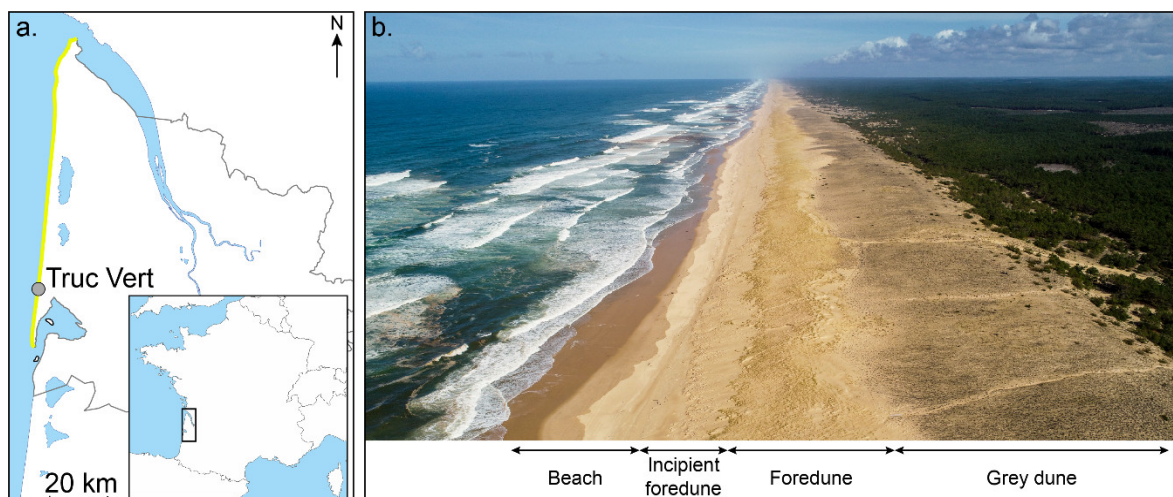 a.
N
Truc Vert
20 km
b.
Beach
Incipient
foredune
Foredune
Grey dune